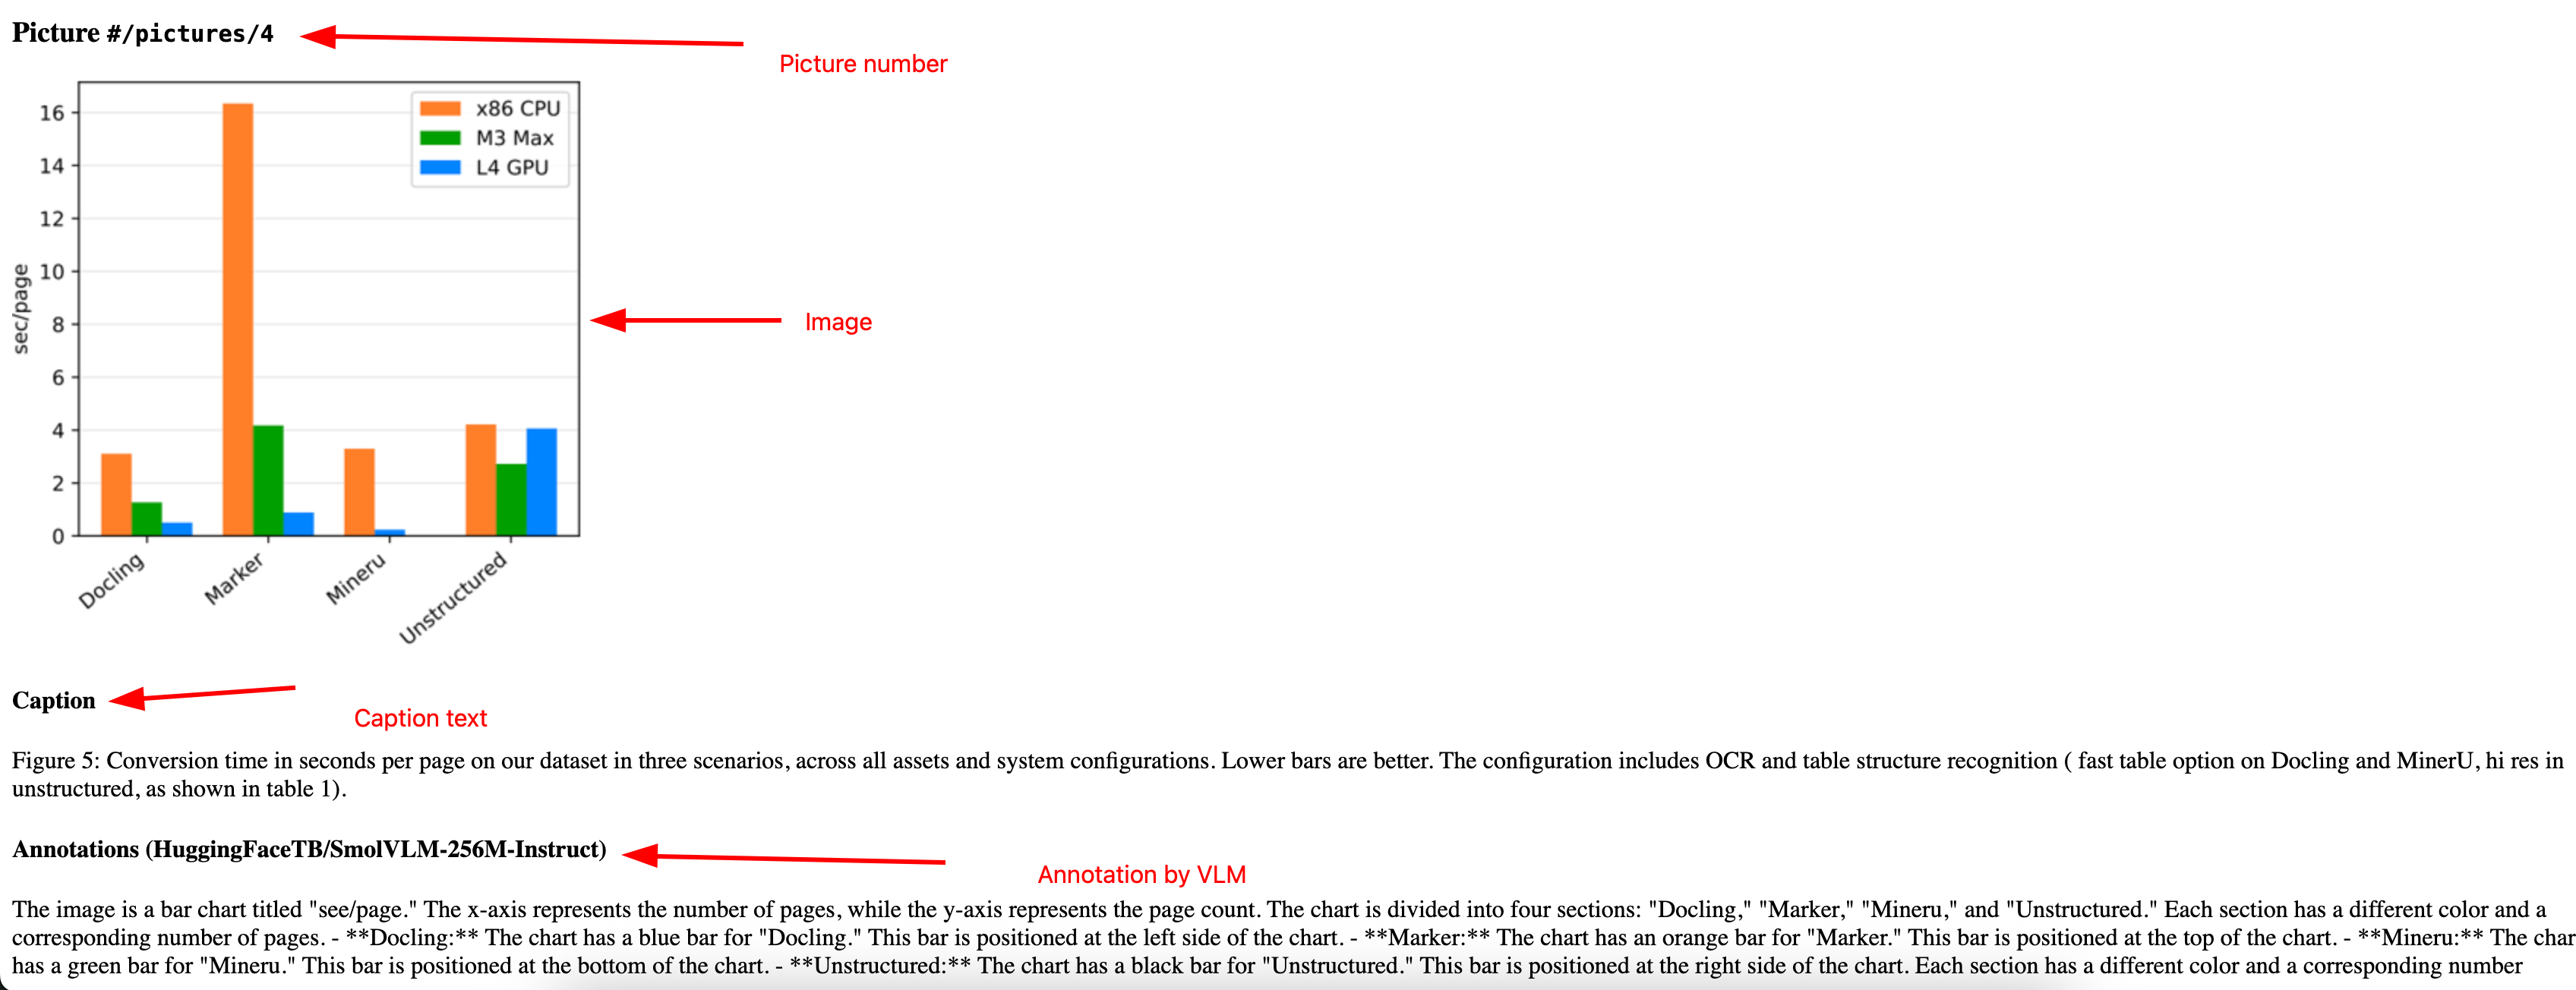 Picture #/pictures/4
Picture number
x86 CPU
M3 Max
L4 GPU
16
14
12
10
8
6
4
2
0
sec/page
Image
Docling
Marker
Mineru
Unstructured
Caption
Caption text
Figure 5: Conversion time in seconds per page on our dataset in three scenarios, across all assets and system configurations. Lower bars are better. The configuration includes OCR and table structure recognition ( fast table option on Docling and MinerU, hi res in
unstructured, as shown in table 1).
Annotations (HuggingFaceTB/SmolVLM-256M-Instruct)
Annotation by VLM
The image is a bar chart titled "see/page." The x-axis represents the number of pages, while the y-axis represents the page count. The chart is divided into four sections: "Docling," "Marker," "Mineru," and "Unstructured." Each section has a different color and a
corresponding number of pages. - **Docling:** The chart has a blue bar for "Docling." This bar is positioned at the left side of the chart. - **Marker:** The chart has an orange bar for "Marker." This bar is positioned at the top of the chart. - **Mineru:** The char
has a green bar for "Mineru." This bar is positioned at the bottom of the chart. - **Unstructured:** The chart has a black bar for "Unstructured." This bar is positioned at the right side of the chart. Each section has a different color and a corresponding number